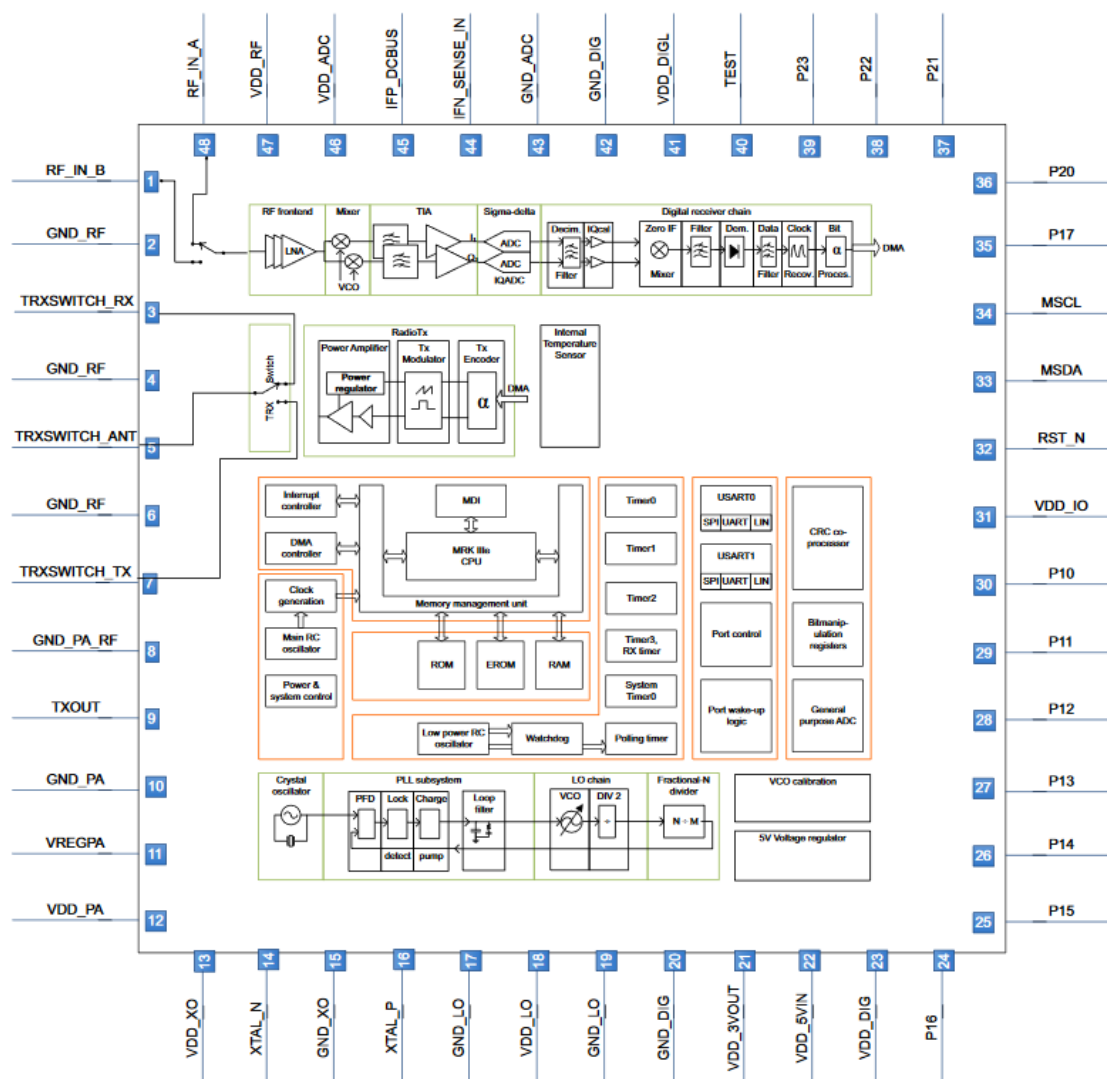 RF_IN_A
VDD_RF
VDD_ADC
IFP_DCBUS
IFN_SENSE_IN
GND_ADC
GND_DIG
VDD_DIGL
TEST
P23
P22
P21
48
47
46
45
44
43
42
41
40
39
38
37
RF_IN_B
1
GND_RF
2
TRXSWITCH_RX
3
GND_RF
4
TRXSWITCH_ANT
5
GND_RF
6
TRXSWITCH_TX
7
GND_PA_RF
8
TXOUT
9
GND_PA
10
VREGPA
11
VDD_PA
12
RF frontend
LNA
Mixer
VCO
TIA
I₁
Q₂
Sigma-delta
ADC
ADC
IQADC
Digital receiver chain
Decim.
Filter
IQcal
Zero IF
Mixer
Filter
Dem.
Data
Filter
Clock
Recov.
Bit
α
Proces.
DMA
Switch
TRX
RadioTx
Power Amplifier
Power
regulator
Tx
Modulator
Tx
Encoder
α
DMA
Internal
Temperature
Sensor
Interrupt
controller
DMA
controller
MDI
MRK IIIe
CPU
Memory management unit
Clock
generation
Main RC
oscillator
Power &
system control
ROM
EROM
RAM
Low power RC
oscillator
Watchdog
Polling timer
Timer0
Timer1
Timer2
Timer3,
RX timer
System
Timer0
USART0
SPI UART LIN
USART1
SPI UART LIN
Port control
Port wake-up
logic
CRC co-
processor
Bitmanip-
ulation
registers
General
purpose ADC
Crystal
oscillator
PLL subsystem
PFD
Lock
detect
Charge
pump
Loop
filter
LO chain
VCO
DIV 2
÷
Fractional-N
divider
N ÷ M
VCO calibration
5V Voltage regulator
36
P20
35
P17
34
MSCL
33
MSDA
32
RST_N
31
VDD_IO
30
P10
29
P11
28
P12
27
P13
26
P14
25
P15
13
14
15
16
17
18
19
20
21
22
23
24
VDD_XO
XTAL_N
GND_XO
XTAL_P
GND_LO
VDD_LO
GND_LO
GND_DIG
VDD_3VOUT
VDD_5VIN
VDD_DIG
P16